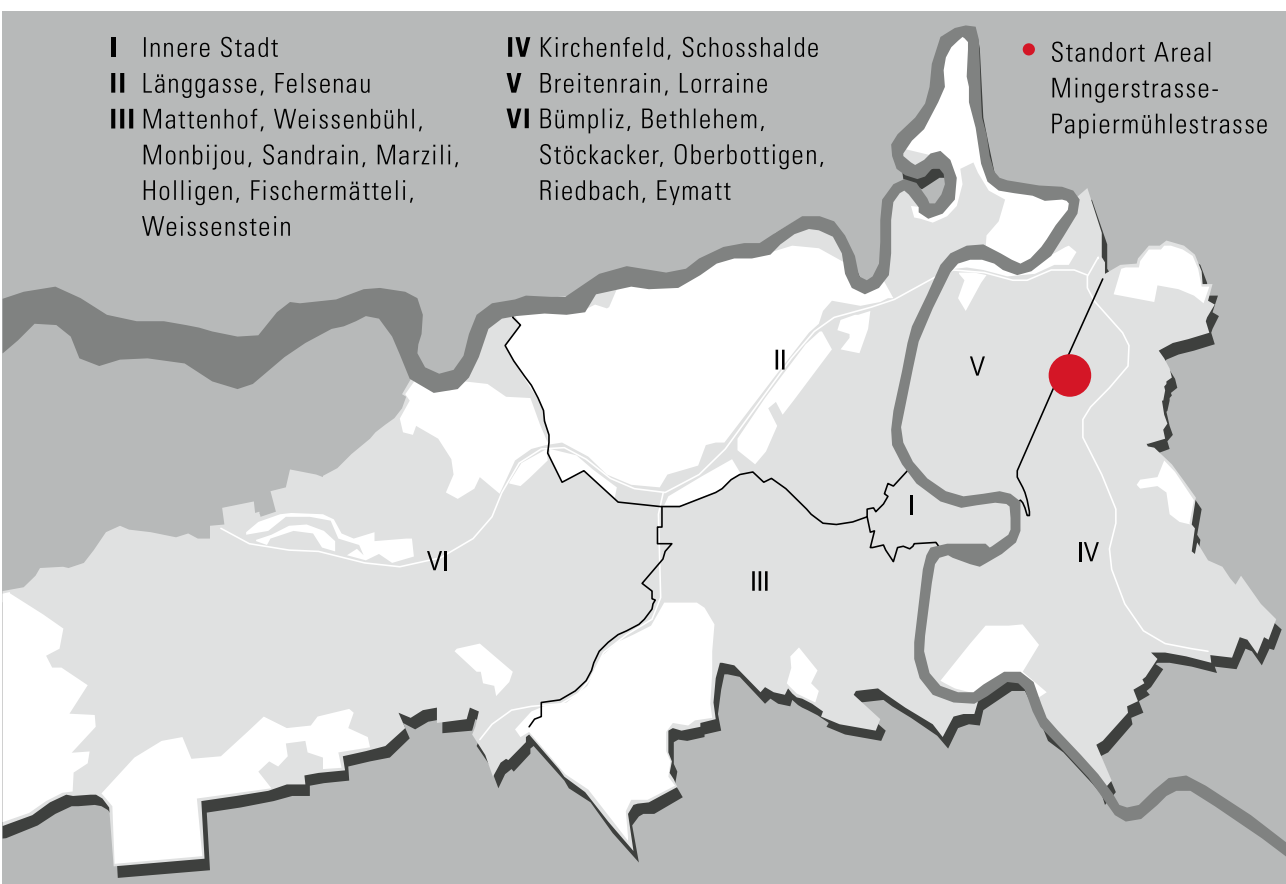 I Innere Stadt
II Länggasse, Felsenau
III Mattenhof, Weissenbühl,
Monbijou, Sandrain, Marzili,
Holligen, Fischermätteli,
Weissenstein
IV Kirchenfeld, Schosshalde
V Breitenrain, Lorraine
VI Bümpliz, Bethlehem,
Stöckacker, Oberbottigen,
Riedbach, Eymatt
Standort Areal
Mingerstrasse-
Papiermühlestrasse
II
V
I
VI
III
IV